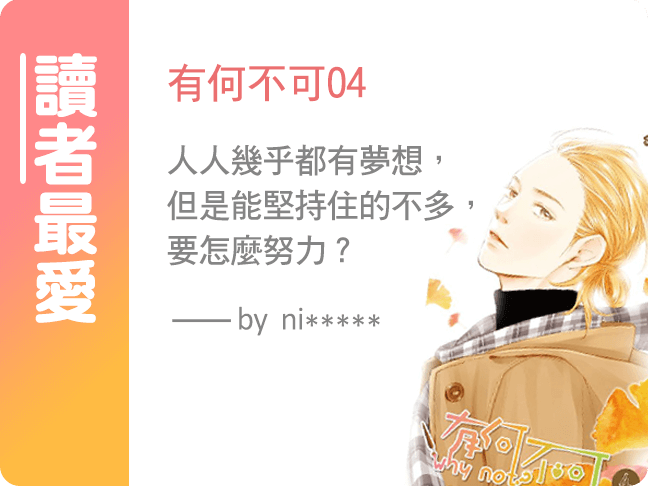 讀者最愛
有何不可04
人人幾乎都有夢想，
但是能堅持住的不多，
要怎麼努力？
——by ni*****
有何不可
why not